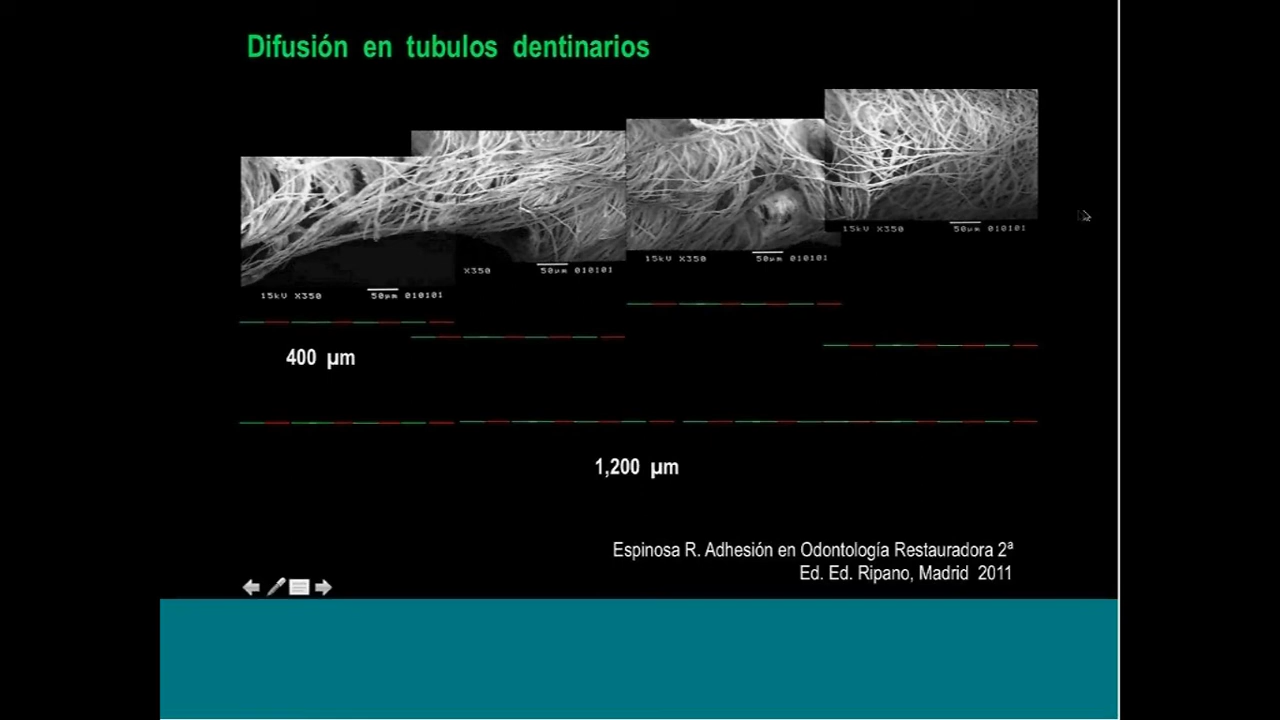 Difusión en tubulos dentinarios
15kV X350 50µm 010101
X350 50µm 010101
15kV X350 50µm 010101
15kV X350 50µm 010101
400 µm
1,200 µm
Espinosa R. Adhesión en Odontología Restauradora 2ª
Ed. Ed. Ripano, Madrid 2011